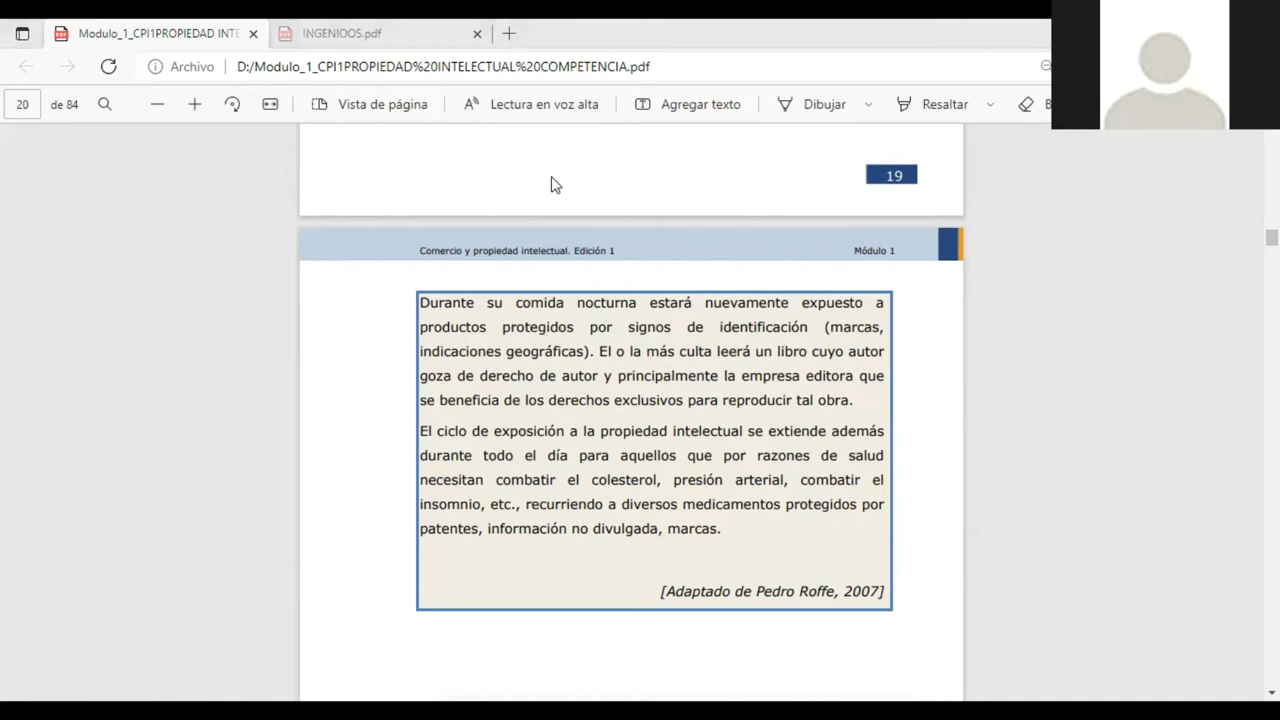 Modulo_1_CPI1PROPIEDAD INTE
INGENIOOS.pdf
Archivo
D:/Modulo_1_CPI1PROPIEDAD%20INTELECTUAL%20COMPETENCIA.pdf
20 de 84
Vista de página
Lectura en voz alta
Agregar texto
Dibujar
Resaltar
19
Comercio y propiedad intelectual. Edición 1
Módulo 1
Durante su comida nocturna estará nuevamente expuesto a
productos protegidos por signos de identificación (marcas,
indicaciones geográficas). El o la más culta leerá un libro cuyo autor
goza de derecho de autor y principalmente la empresa editora que
se beneficia de los derechos exclusivos para reproducir tal obra.
El ciclo de exposición a la propiedad intelectual se extiende además
durante todo el día para aquellos que por razones de salud
necesitan combatir el colesterol, presión arterial, combatir el
insomnio, etc., recurriendo a diversos medicamentos protegidos por
patentes, información no divulgada, marcas.
[Adaptado de Pedro Roffe, 2007]